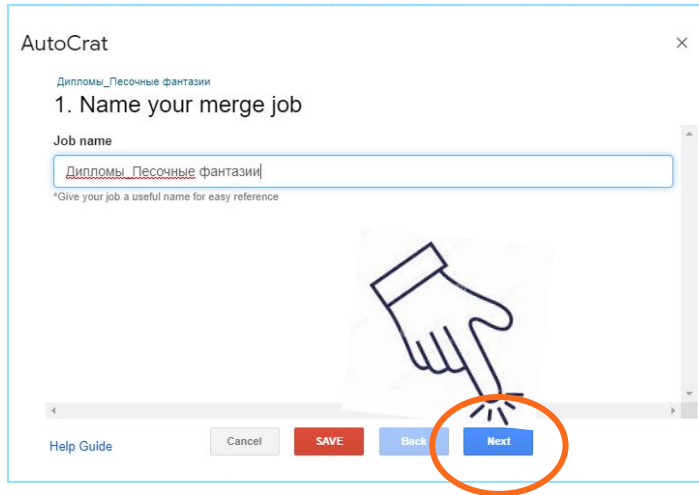 AutoCrat
Дипломы_Песочные фантазии
1. Name your merge job
Job name
Дипломы_Песочные фантазии
*Give your job a useful name for easy reference
Help Guide
Cancel
SAVE
Back
Next